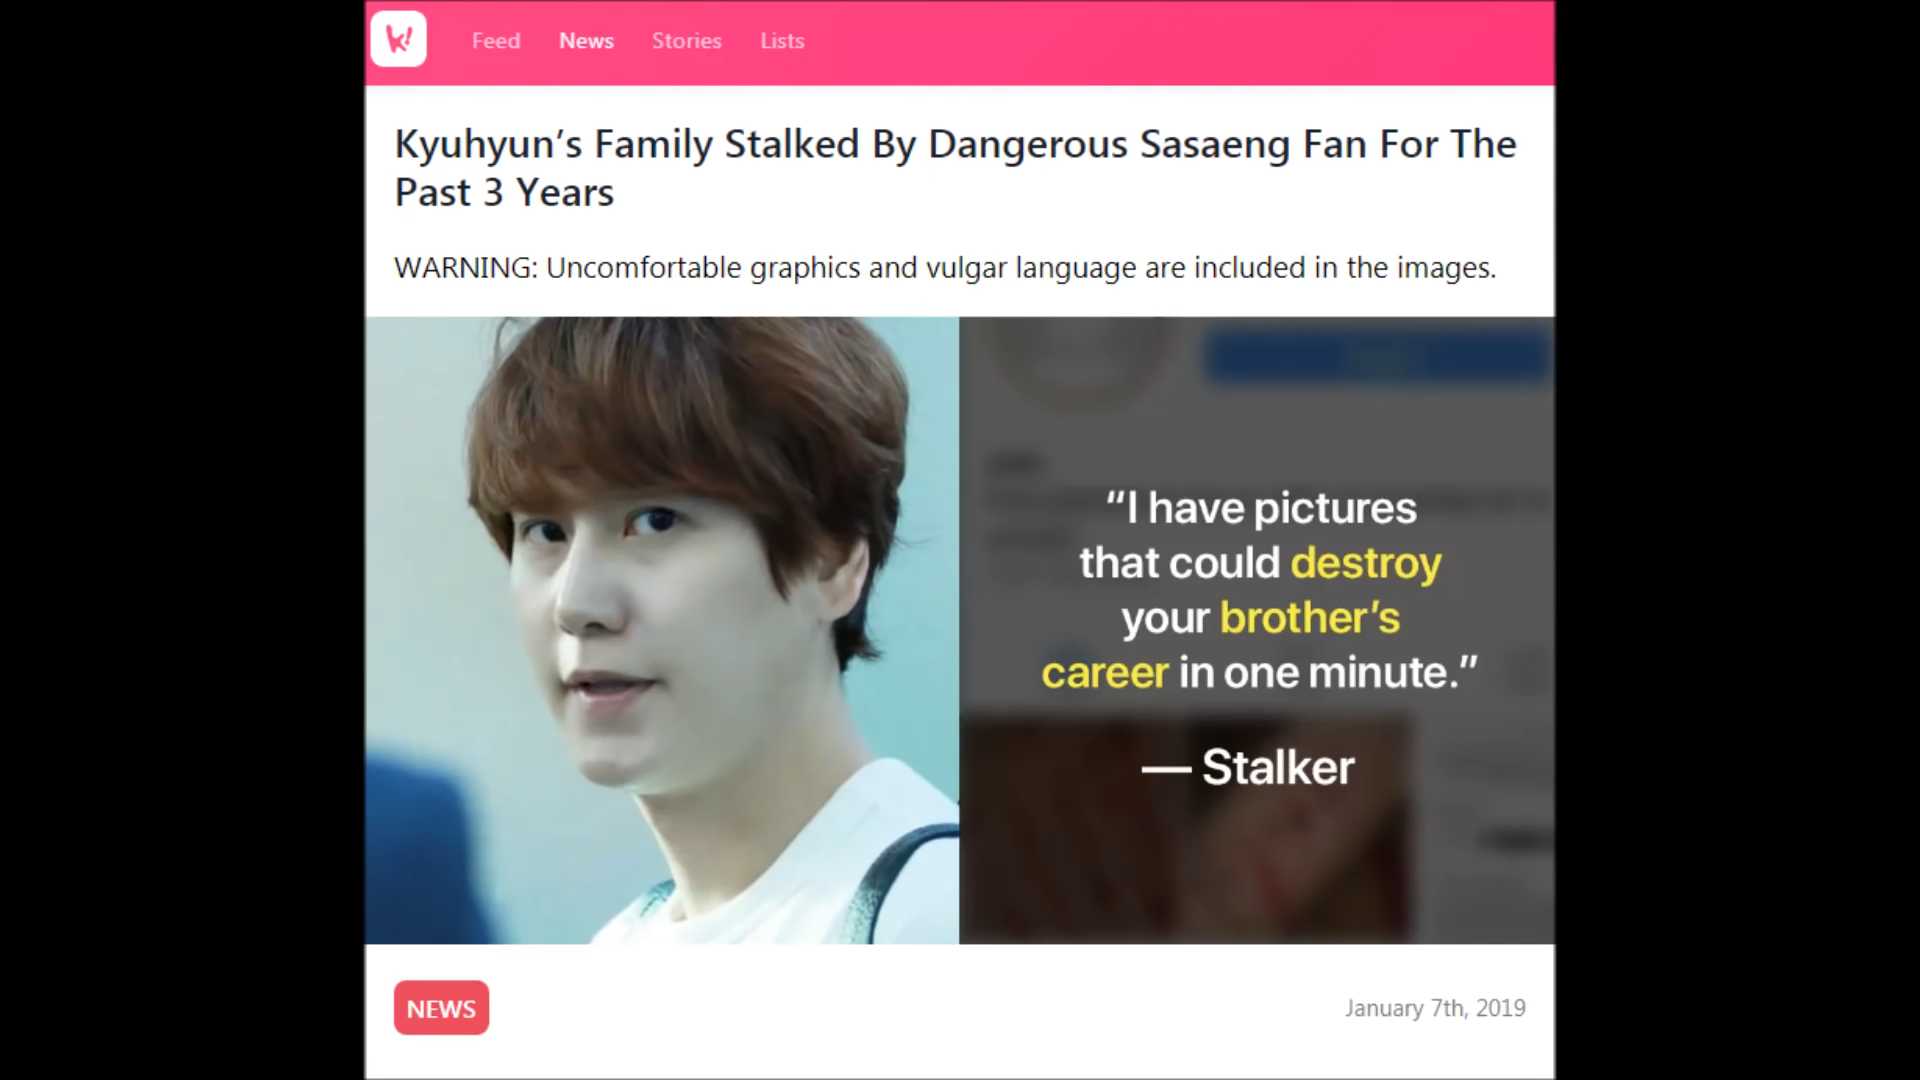 k!
Feed News Stories Lists
Kyuhyun’s Family Stalked By Dangerous Sasaeng Fan For The
Past 3 Years
WARNING: Uncomfortable graphics and vulgar language are included in the images.
“I have pictures
that could destroy
your brother’s
career in one minute.”
— Stalker
NEWS
January 7th, 2019